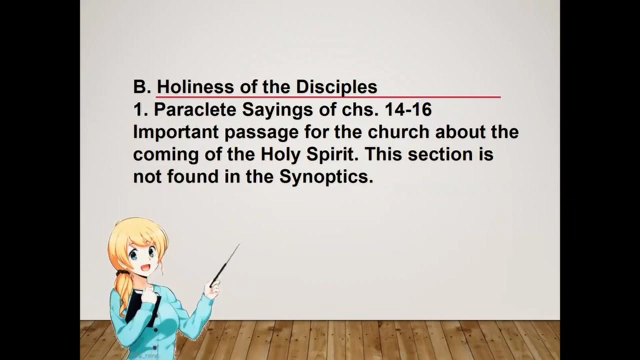 B. Holiness of the Disciples
1. Paraclete Sayings of chs. 14-16
Important passage for the church about the
coming of the Holy Spirit. This section is
not found in the Synoptics.